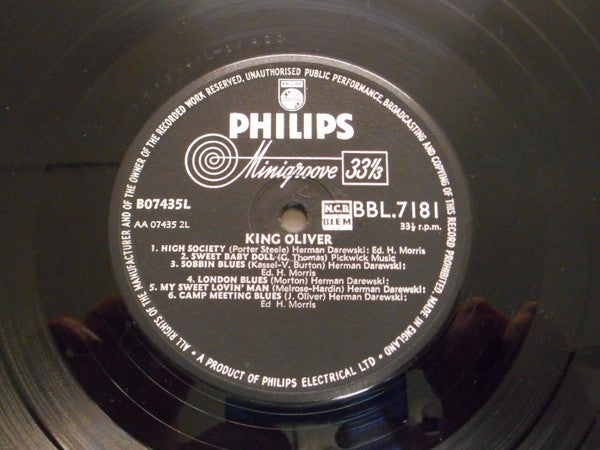 ALL RIGHTS OF THE MANUFACTURER AND OF THE OWNER OF THE RECORDED WORK RESERVED. UNAUTHORISED PUBLIC PERFORMANCE, BROADCASTING AND COPYING OF THIS RECORD PROHIBITED. MADE IN ENGLAND.
PHILIPS
Minigroove 33⅓
B07435L
N.C.B.
BIEM
BBL.7181
AA 07435 2L
33⅓ r.p.m.
KING OLIVER
1. HIGH SOCIETY (Porter Steele) Herman Darewski: Ed. H. Morris
2. SWEET BABY DOLL (G. Thomas) Pickwick Music
3. SOBBIN BLUES (Kassel-V. Burton) Herman Darewski:
Ed. H. Morris
4. LONDON BLUES (Morton) Herman Darewski:
5. MY SWEET LOVIN' MAN (Melrose-Hardin) Herman Darewski:
6. CAMP MEETING BLUES (J. Oliver) Herman Darewski:
Ed H. Morris
• A PRODUCT OF PHILIPS ELECTRICAL LTD •